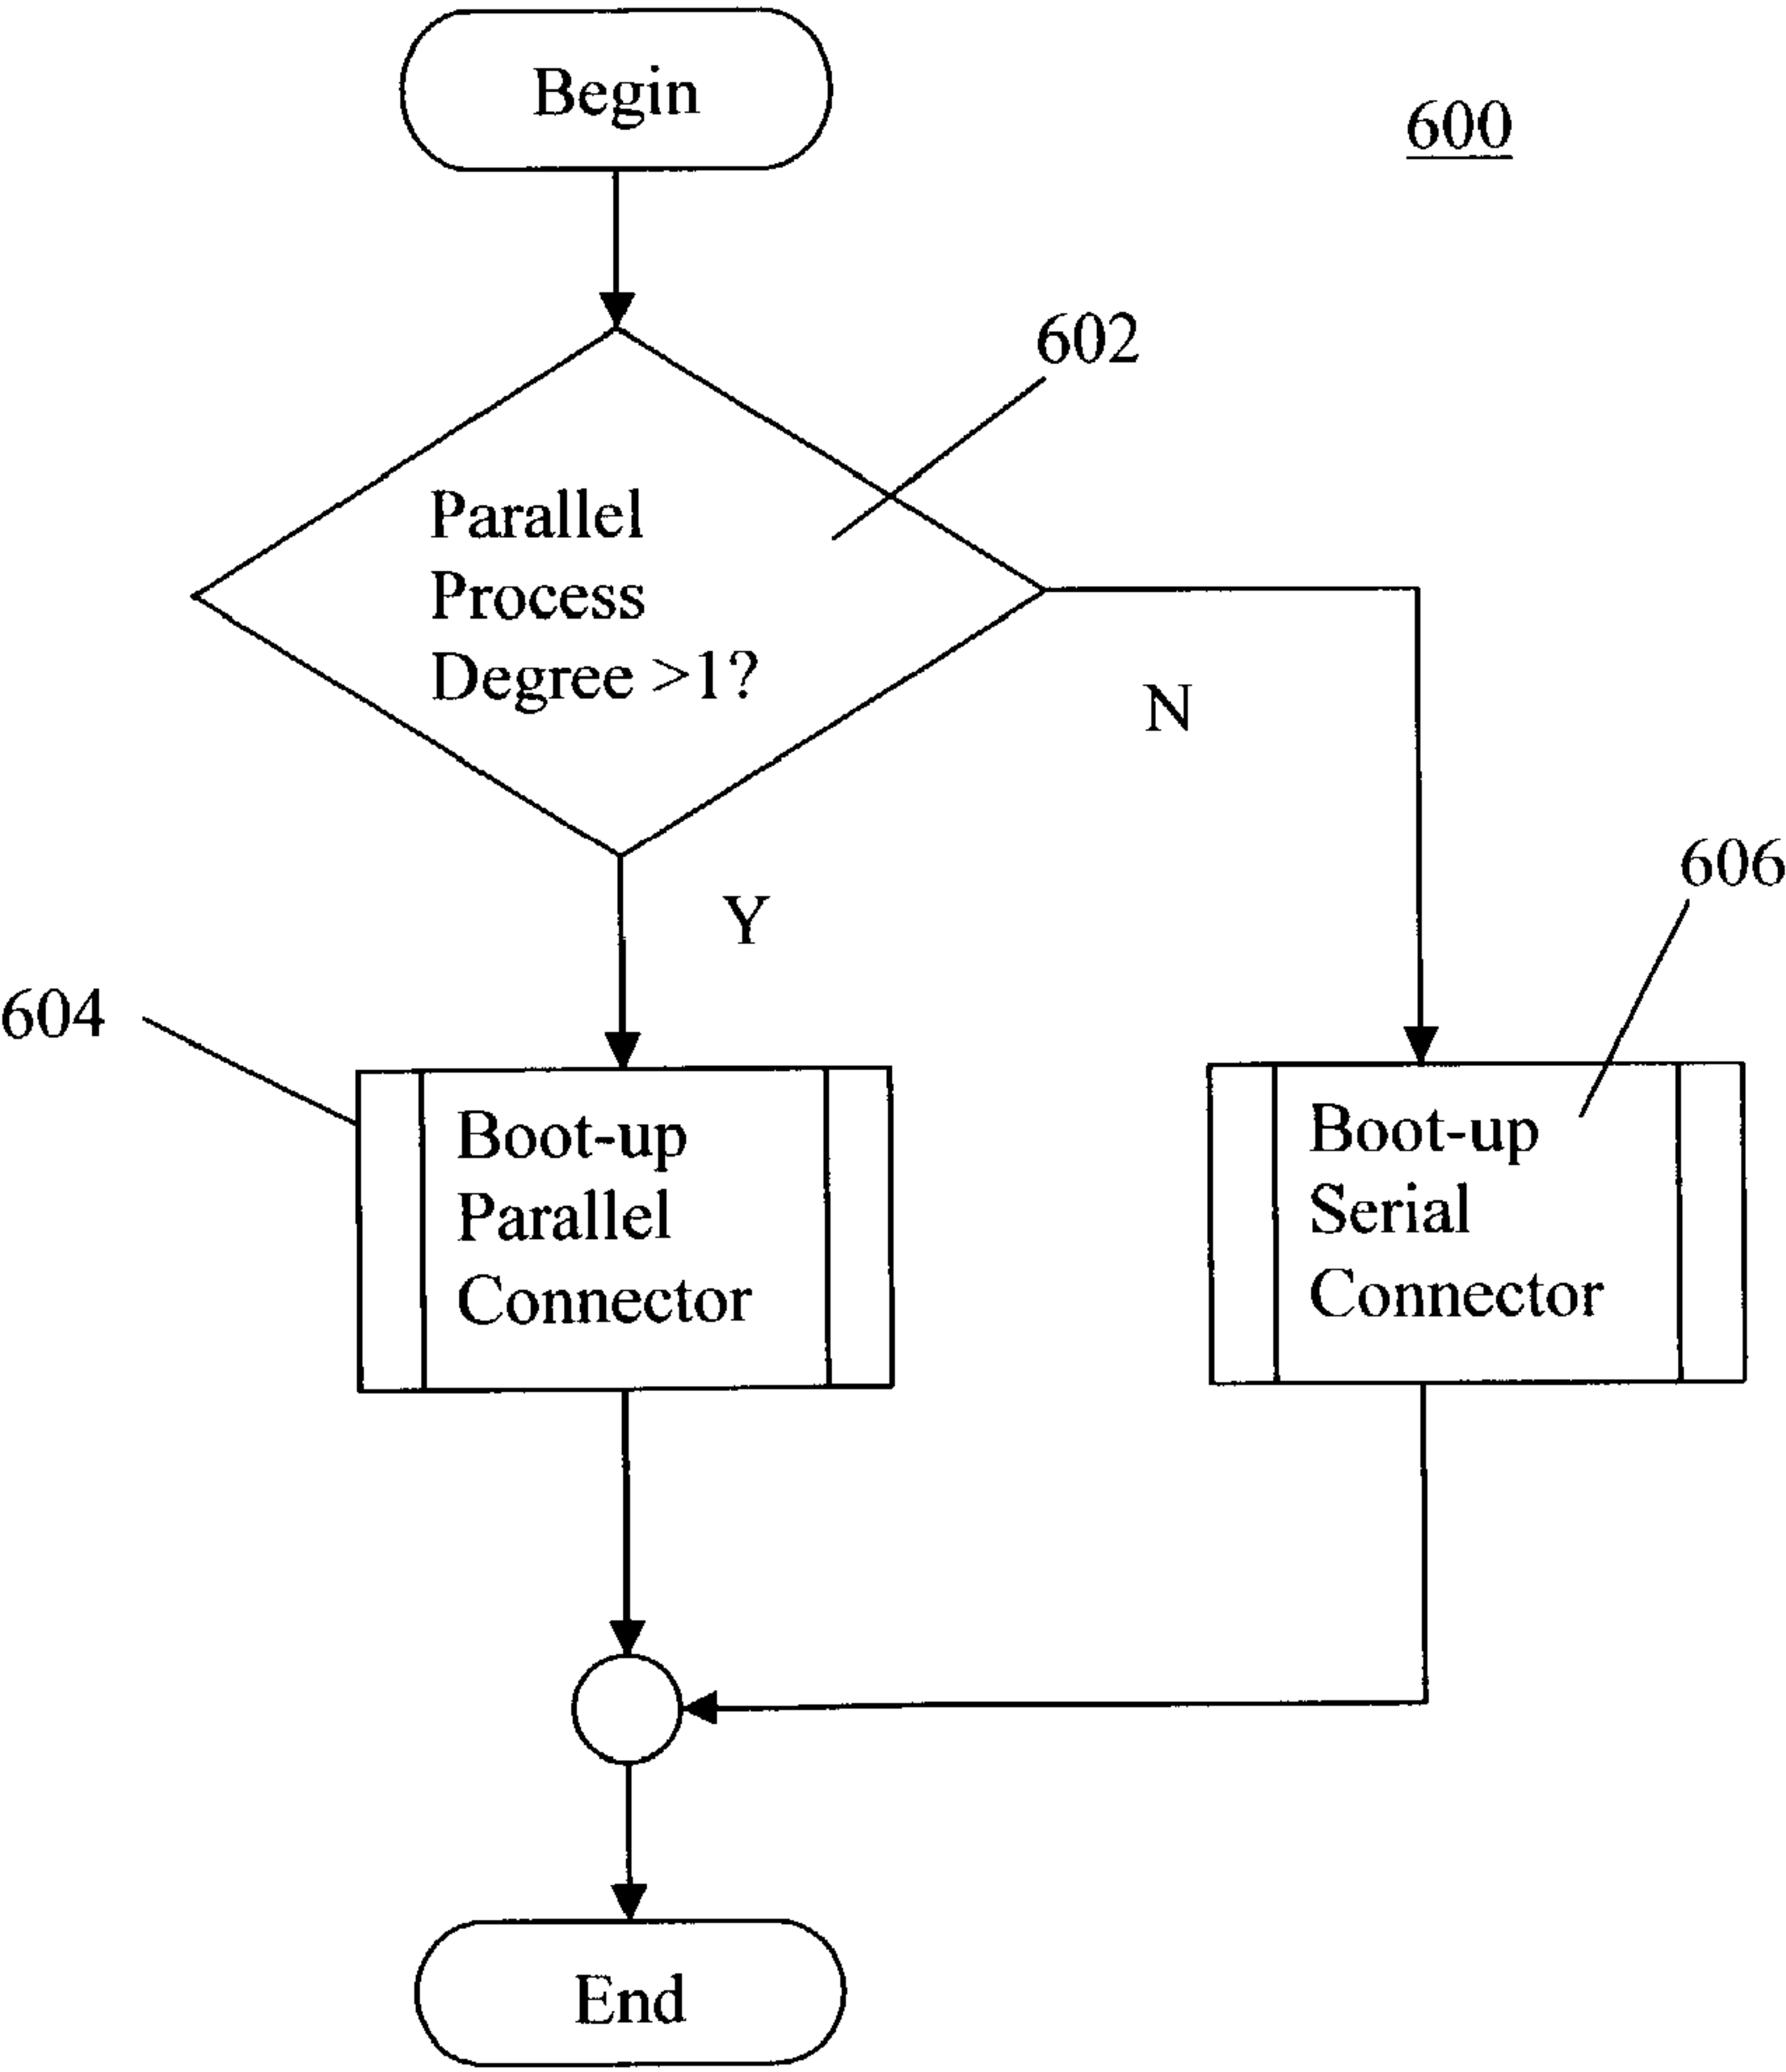 Begin
600
602
Parallel
Process
Degree >1?
N
606
Y
604
Boot-up
Parallel
Connector
Boot-up
Serial
Connector
End